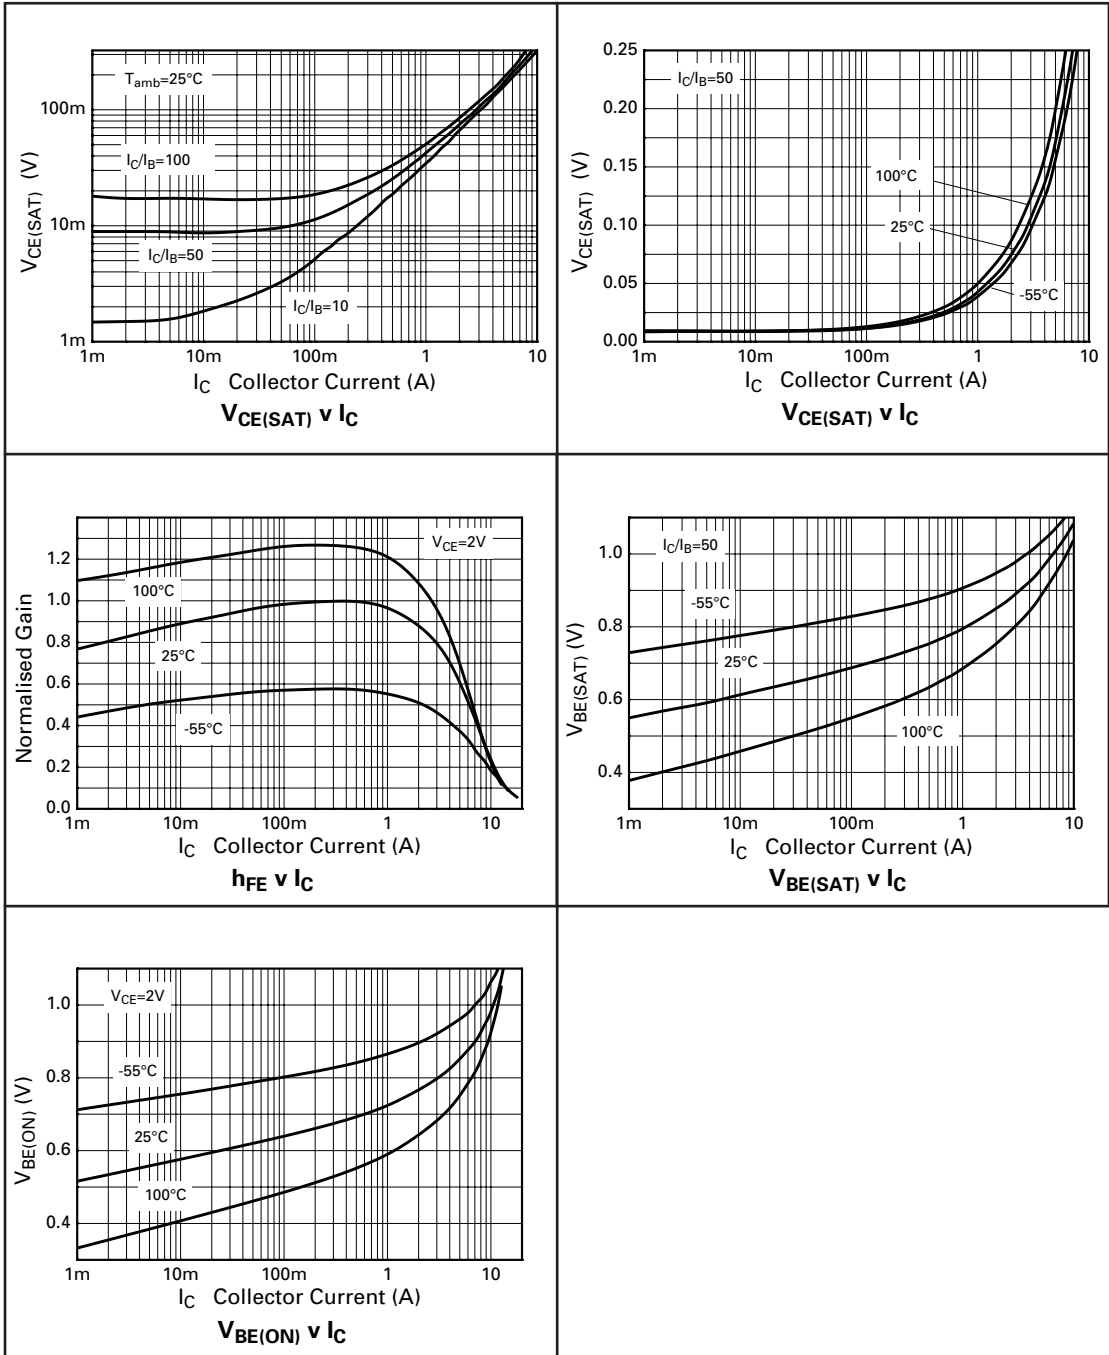 T_amb=25°C
100m
I_C/I_B=100
10m
I_C/I_B=50
I_C/I_B=10
1m
1m 10m 100m 1 10
V_CE(SAT) (V)
I_C Collector Current (A)
V_CE(SAT) v I_C
0.25
I_C/I_B=50
0.20
0.15
100°C
0.10
25°C
0.05
-55°C
0.00
1m 10m 100m 1 10
V_CE(SAT) (V)
I_C Collector Current (A)
V_CE(SAT) v I_C
V_CE=2V
1.2
100°C
1.0
0.8
25°C
0.6
0.4
-55°C
0.2
0.0
1m 10m 100m 1 10
Normalised Gain
I_C Collector Current (A)
h_FE v I_C
1.0
I_C/I_B=50
-55°C
0.8
25°C
0.6
100°C
0.4
1m 10m 100m 1 10
V_BE(SAT) (V)
I_C Collector Current (A)
V_BE(SAT) v I_C
1.0
V_CE=2V
-55°C
0.8
25°C
0.6
100°C
0.4
1m 10m 100m 1 10
V_BE(ON) (V)
I_C Collector Current (A)
V_BE(ON) v I_C